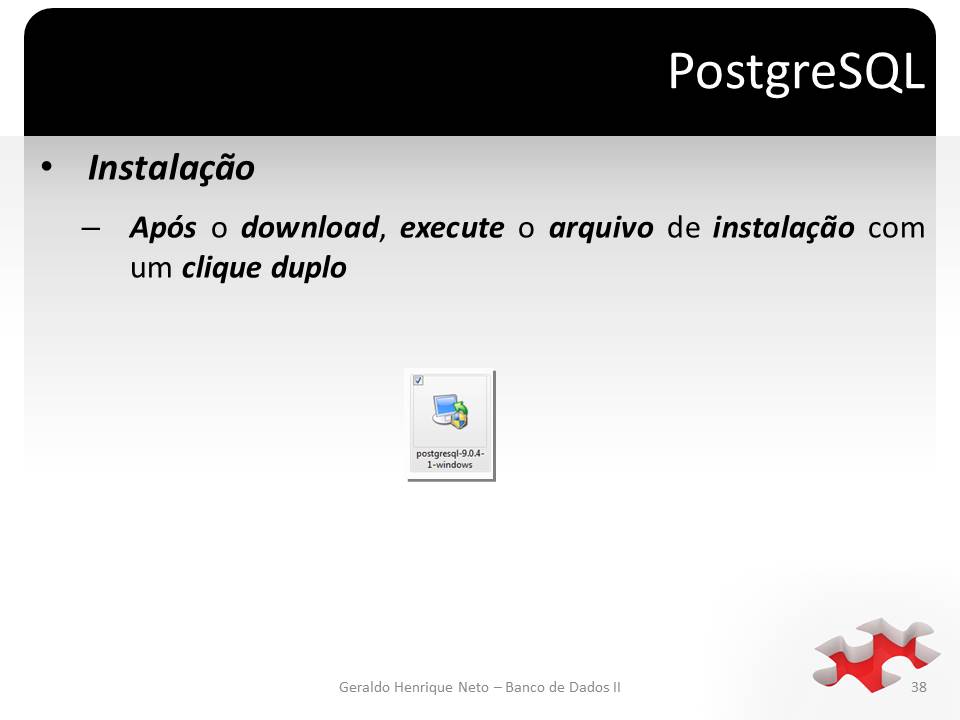 PostgreSQL
• Instalação
– Após o download, execute o arquivo de instalação com
um clique duplo
postgresql-9.0.4-
1-windows
Geraldo Henrique Neto – Banco de Dados II
38